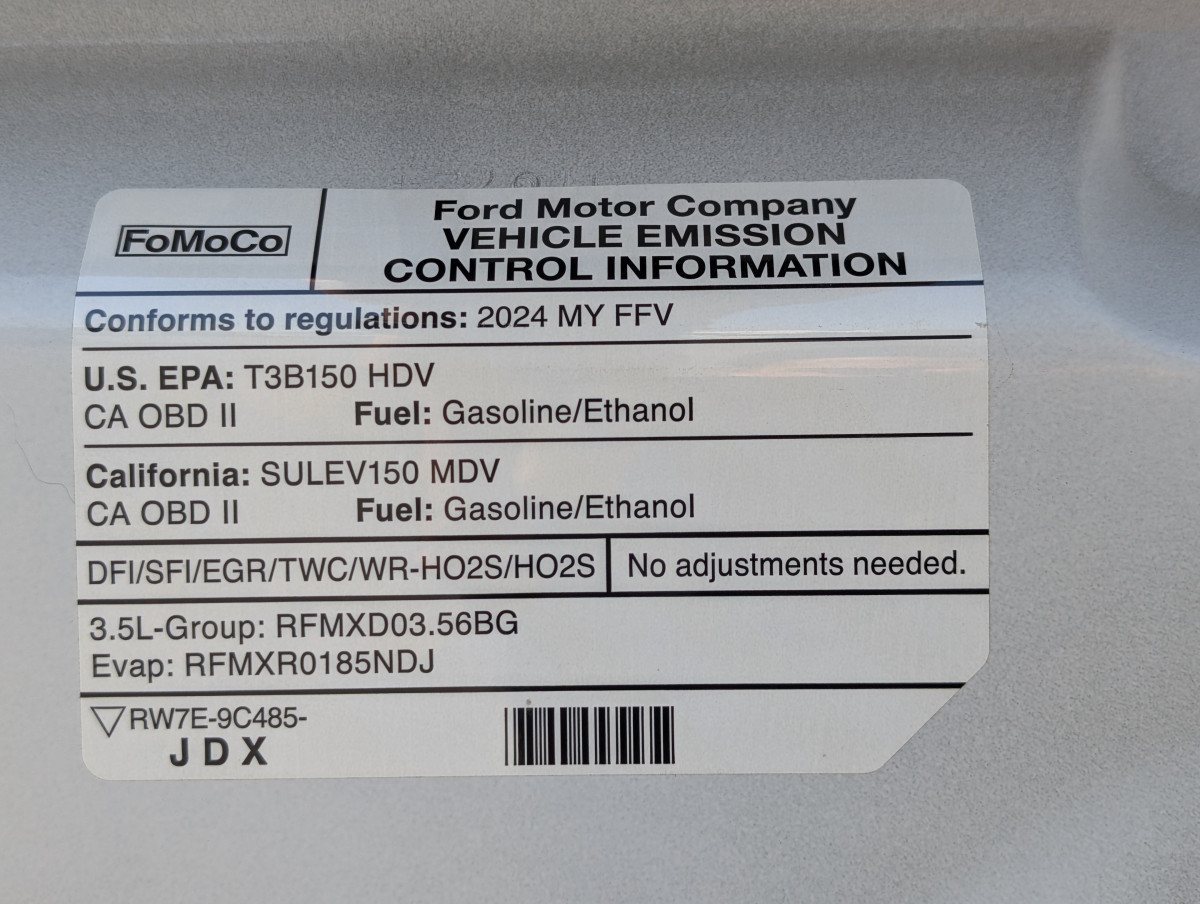 FoMoCo
Ford Motor Company
VEHICLE EMISSION
CONTROL INFORMATION
Conforms to regulations: 2024 MY FFV
U.S. EPA: T3B150 HDV
CA OBD II Fuel: Gasoline/Ethanol
California: SULEV150 MDV
CA OBD II Fuel: Gasoline/Ethanol
DFI/SFI/EGR/TWC/WR-HO2S/HO2S No adjustments needed.
3.5L-Group: RFMXD03.56BG
Evap: RFMXR0185NDJ
RW7E-9C485-
JDX